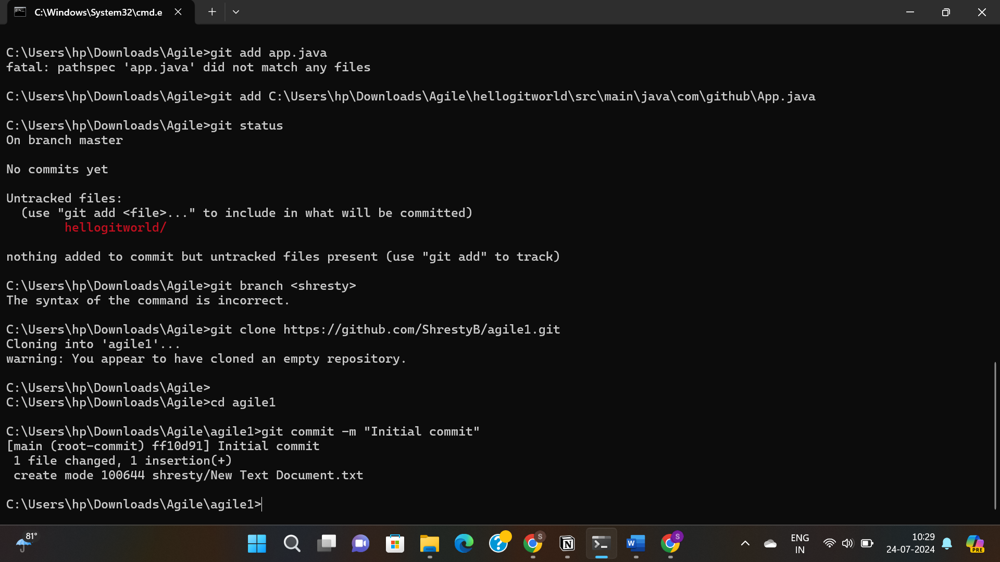 C:\Windows\System32\cmd.e
C:\Users\hp\Downloads\Agile>git add app.java
fatal: pathspec 'app.java' did not match any files
C:\Users\hp\Downloads\Agile>git add C:\Users\hp\Downloads\Agile\hellogitworld\src\main\java\com\github\App.java
C:\Users\hp\Downloads\Agile>git status
On branch master
No commits yet
Untracked files:
  (use "git add <file>..." to include in what will be committed)
        hellogitworld/
nothing added to commit but untracked files present (use "git add" to track)
C:\Users\hp\Downloads\Agile>git branch <shresty>
The syntax of the command is incorrect.
C:\Users\hp\Downloads\Agile>git clone https://github.com/ShrestyB/agile1.git
Cloning into 'agile1'...
warning: You appear to have cloned an empty repository.
C:\Users\hp\Downloads\Agile>
C:\Users\hp\Downloads\Agile>cd agile1
C:\Users\hp\Downloads\Agile\agile1>git commit -m "Initial commit"
[main (root-commit) ff10d91] Initial commit
 1 file changed, 1 insertion(+)
 create mode 100644 shresty/New Text Document.txt
C:\Users\hp\Downloads\Agile\agile1>
81°
S
W
S
ENG
IN
10:29
24-07-2024
PRE